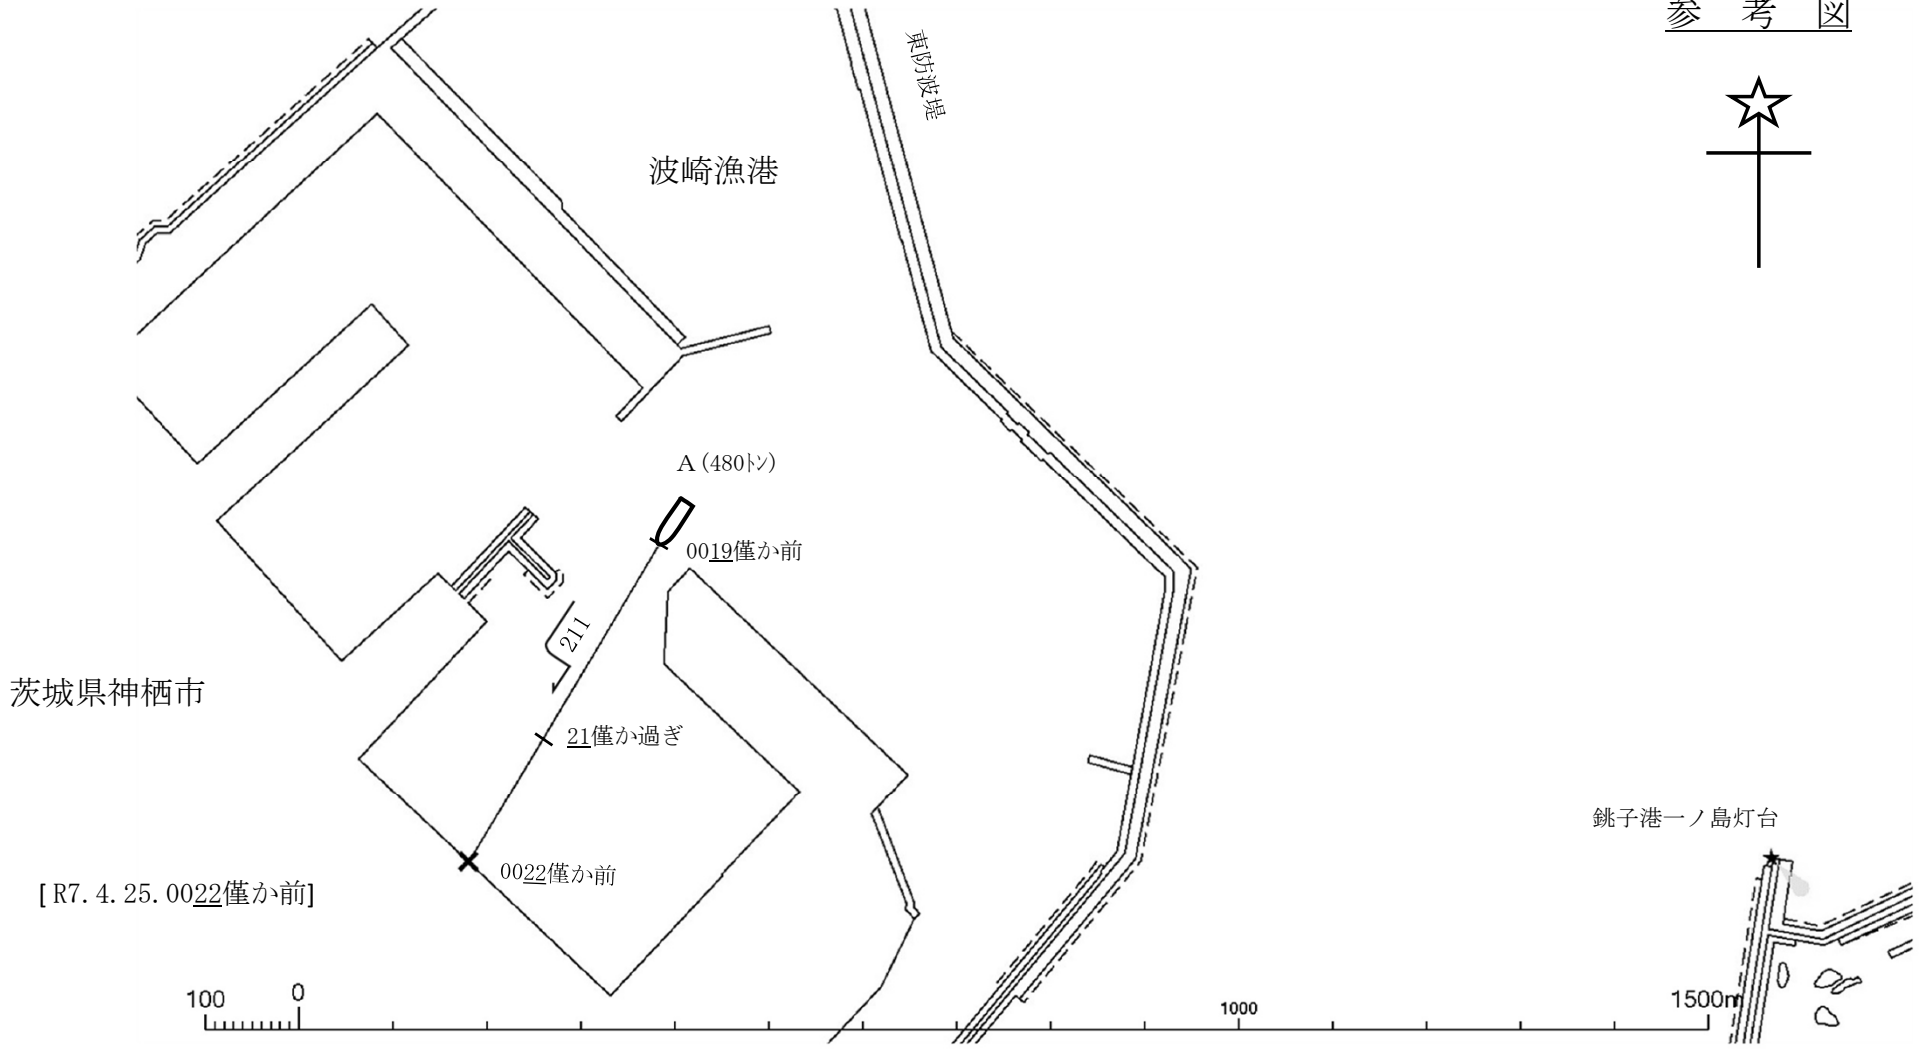 参 考 図
東防波堤
波崎漁港
A (480トン)
0019僅か前
211
茨城県神栖市
21僅か過ぎ
銚子港一ノ島灯台
0022僅か前
[R7.4.25.0022僅か前]
100 0 1000 1500m